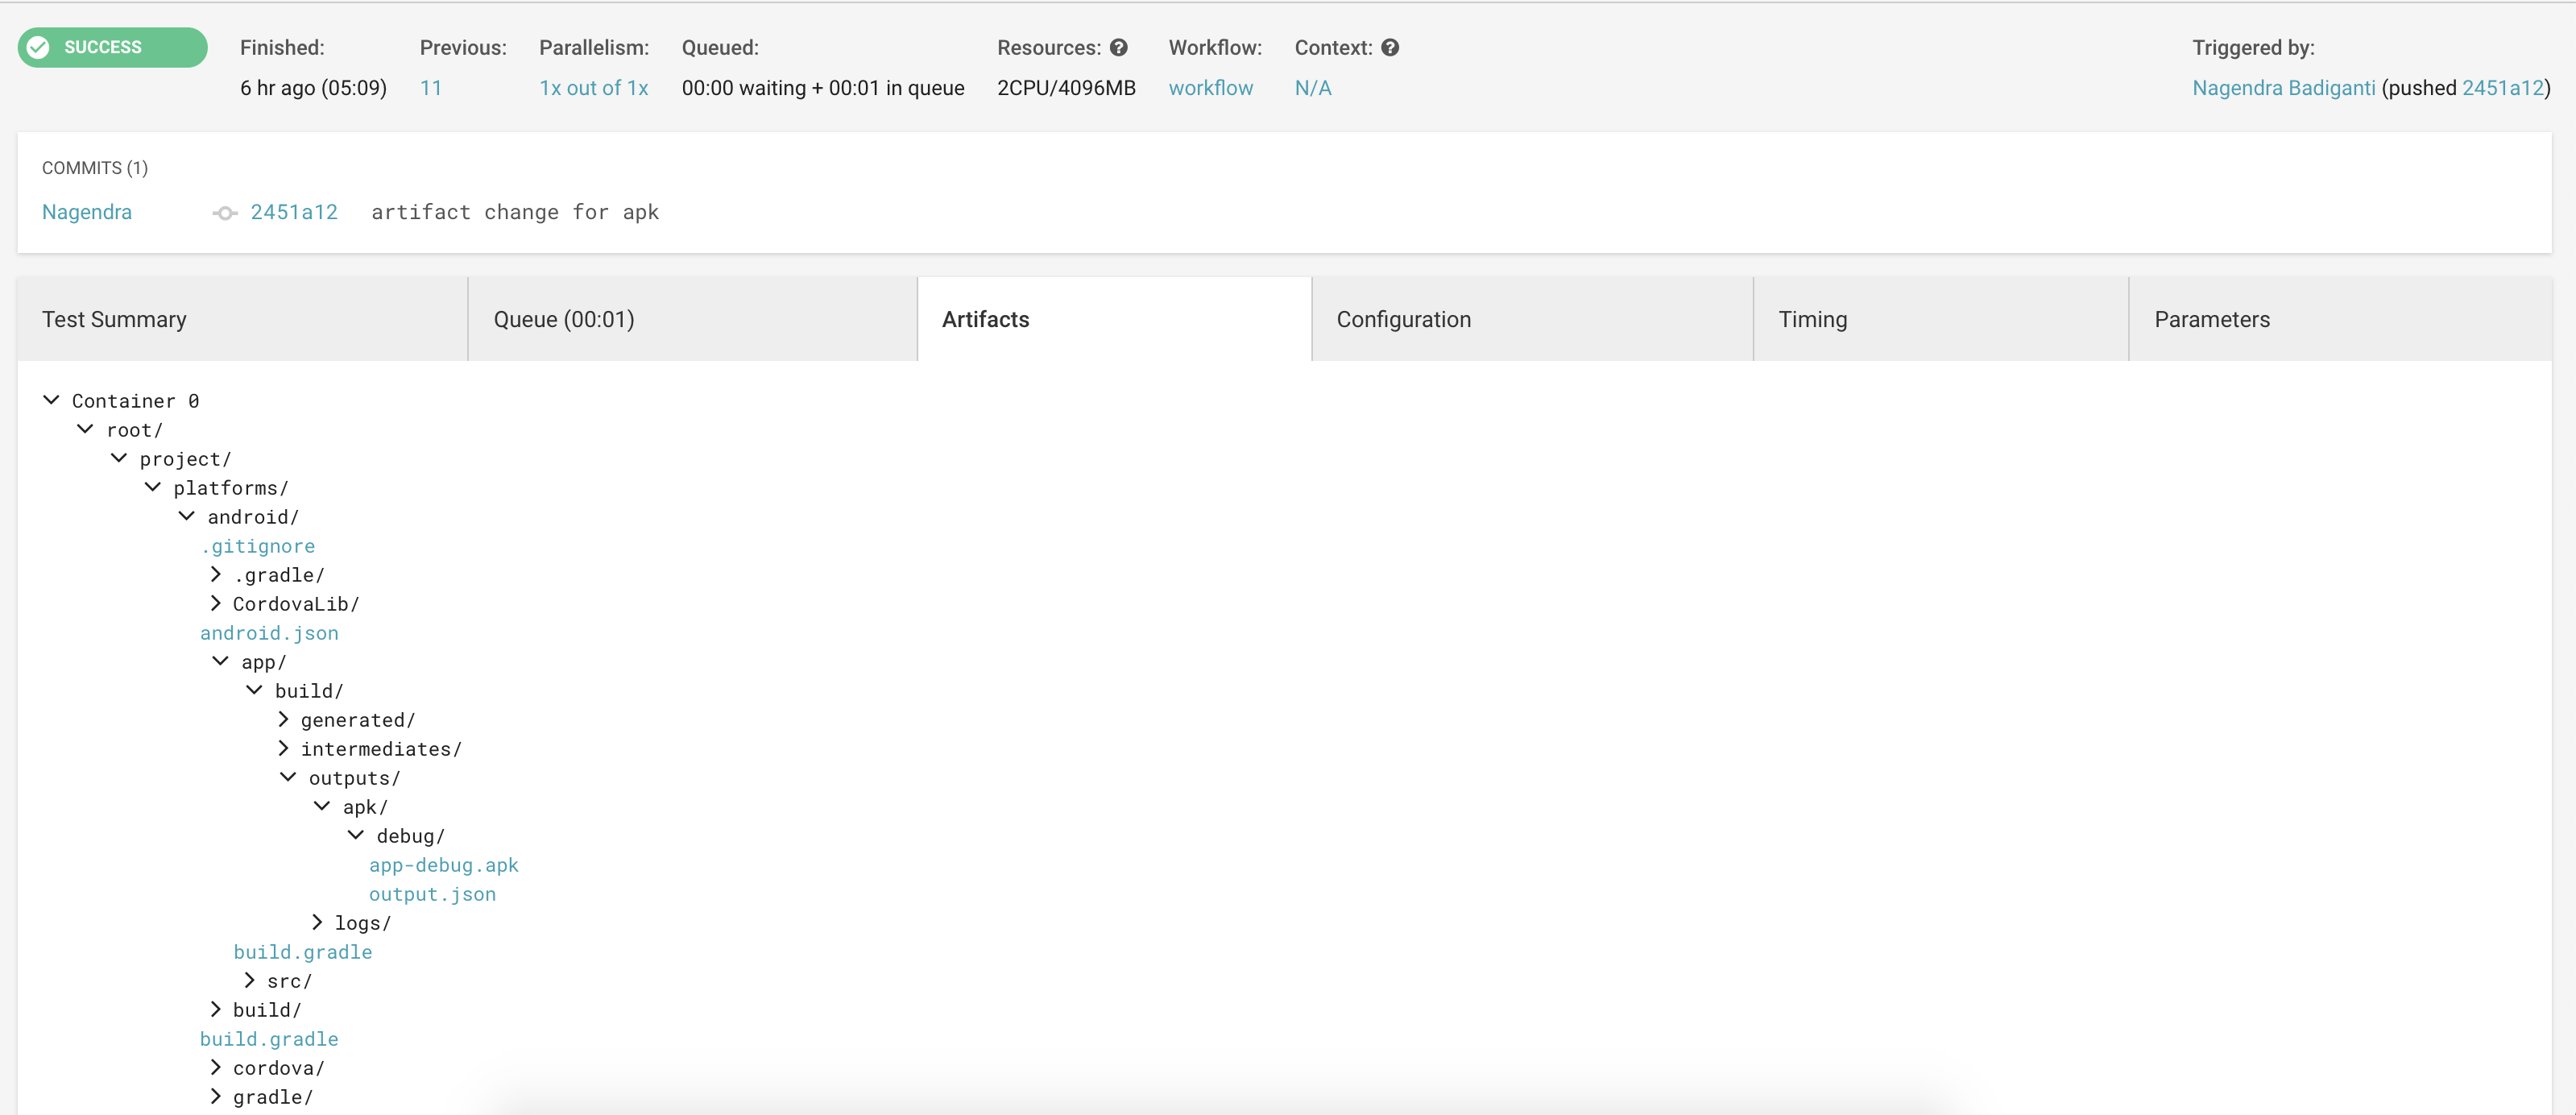 SUCCESS
Finished:
6 hr ago (05:09)
Previous:
11
Parallelism:
1x out of 1x
Queued:
00:00 waiting + 00:01 in queue
Resources:
2CPU/4096MB
Workflow:
workflow
Context:
N/A
Triggered by:
Nagendra Badiganti (pushed 2451a12)
COMMITS (1)
Nagendra 2451a12 artifact change for apk
Test Summary
Queue (00:01)
Artifacts
Configuration
Timing
Parameters
Container 0
root/
project/
platforms/
android/
.gitignore
.gradle/
CordovaLib/
android.json
app/
build/
generated/
intermediates/
outputs/
apk/
debug/
app-debug.apk
output.json
logs/
build.gradle
src/
build/
build.gradle
cordova/
gradle/